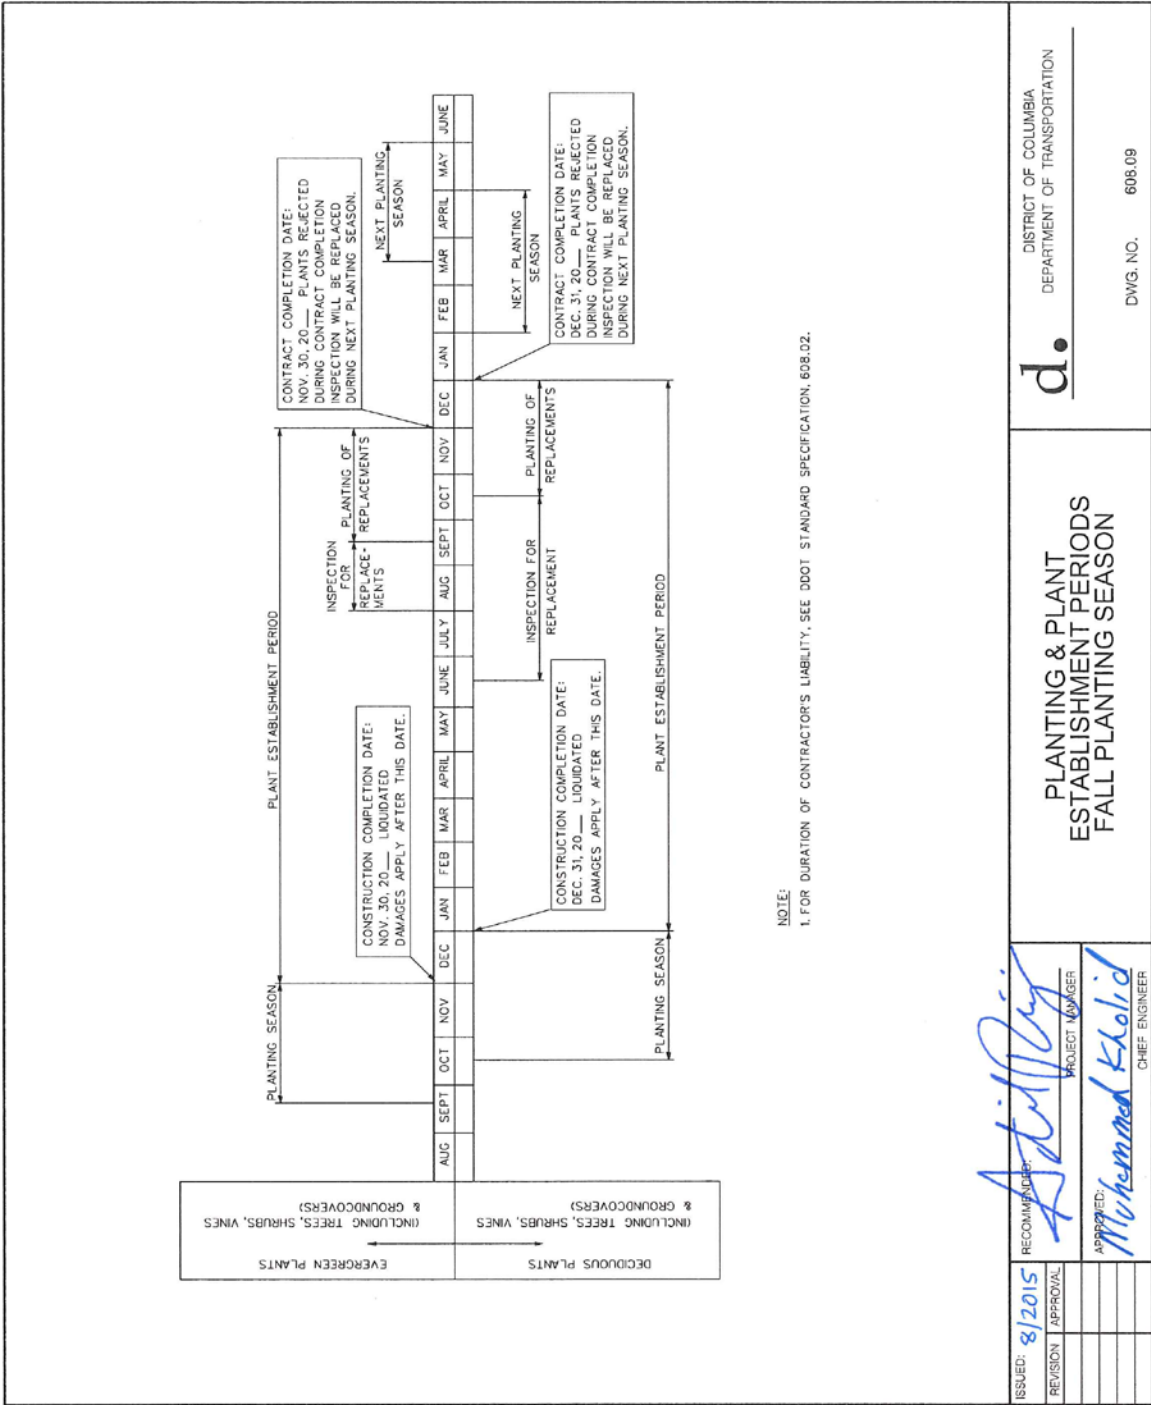 EVERGREEN PLANTS
(INCLUDING TREES, SHRUBS, VINES
& GROUNDCOVERS)
DECIDUOUS PLANTS
(INCLUDING TREES, SHRUBS, VINES
& GROUNDCOVERS)
PLANTING SEASON
PLANT ESTABLISHMENT PERIOD
CONSTRUCTION COMPLETION DATE:
NOV. 30, 20___ LIQUIDATED
DAMAGES APPLY AFTER THIS DATE.
INSPECTION
FOR
REPLACE-
MENTS
PLANTING OF
REPLACEMENTS
CONTRACT COMPLETION DATE:
NOV. 30, 20___ PLANTS REJECTED
DURING CONTRACT COMPLETION
INSPECTION WILL BE REPLACED
DURING NEXT PLANTING SEASON.
NEXT PLANTING
SEASON
AUG SEPT OCT NOV DEC JAN FEB MAR APRIL MAY JUNE JULY AUG SEPT OCT NOV DEC JAN FEB MAR APRIL MAY JUNE
PLANTING SEASON
CONSTRUCTION COMPLETION DATE:
DEC. 31, 20___ LIQUIDATED
DAMAGES APPLY AFTER THIS DATE.
PLANT ESTABLISHMENT PERIOD
INSPECTION FOR
REPLACEMENT
PLANTING OF
REPLACEMENTS
NEXT PLANTING
SEASON
CONTRACT COMPLETION DATE:
DEC. 31, 20___ PLANTS REJECTED
DURING CONTRACT COMPLETION
INSPECTION WILL BE REPLACED
DURING NEXT PLANTING SEASON.
NOTE:
1. FOR DURATION OF CONTRACTOR'S LIABILITY, SEE DDOT STANDARD SPECIFICATION, 608.02.
ISSUED: 8/2015
REVISION APPROVAL
RECOMMENDED:
PROJECT MANAGER
APPROVED:
Muhammed Kholid
CHIEF ENGINEER
PLANTING & PLANT
ESTABLISHMENT PERIODS
FALL PLANTING SEASON
d.
DISTRICT OF COLUMBIA
DEPARTMENT OF TRANSPORTATION
DWG. NO. 608.09